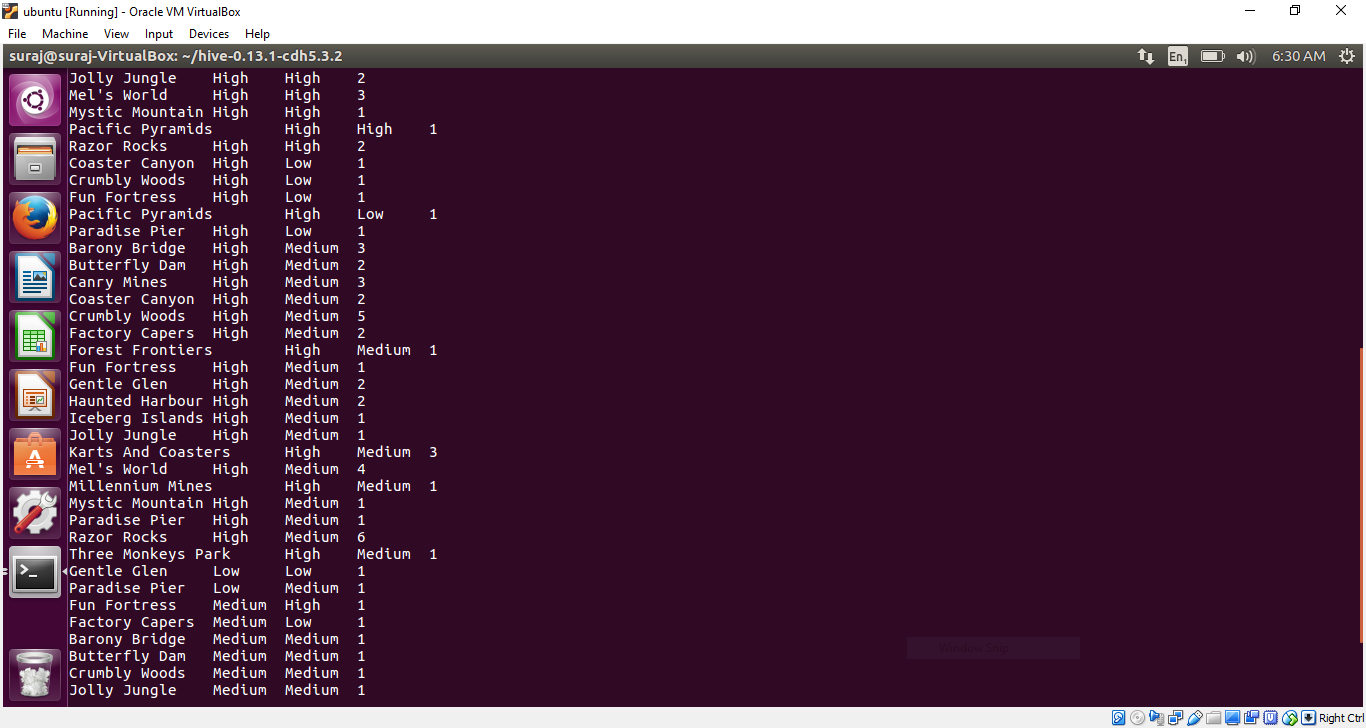 ubuntu [Running] - Oracle VM VirtualBox
File Machine View Input Devices Help
suraj@suraj-VirtualBox: ~/hive-0.13.1-cdh5.3.2 En1 6:30 AM
Jolly Jungle High High 2
Mel's World High High 3
Mystic Mountain High High 1
Pacific Pyramids High High 1
Razor Rocks High High 2
Coaster Canyon High Low 1
Crumbly Woods High Low 1
Fun Fortress High Low 1
Pacific Pyramids High Low 1
Paradise Pier High Low 1
Barony Bridge High Medium 3
Butterfly Dam High Medium 2
Canry Mines High Medium 3
Coaster Canyon High Medium 2
Crumbly Woods High Medium 5
Factory Capers High Medium 2
Forest Frontiers High Medium 1
Fun Fortress High Medium 1
Gentle Glen High Medium 2
Haunted Harbour High Medium 2
Iceberg Islands High Medium 1
Jolly Jungle High Medium 1
Karts And Coasters High Medium 3
Mel's World High Medium 4
Millennium Mines High Medium 1
Mystic Mountain High Medium 1
Paradise Pier High Medium 1
Razor Rocks High Medium 6
Three Monkeys Park High Medium 1
Gentle Glen Low Low 1
Paradise Pier Low Medium 1
Fun Fortress Medium High 1
Factory Capers Medium Low 1
Barony Bridge Medium Medium 1
Butterfly Dam Medium Medium 1
Crumbly Woods Medium Medium 1
Jolly Jungle Medium Medium 1
Window Snip
Right Ctrl